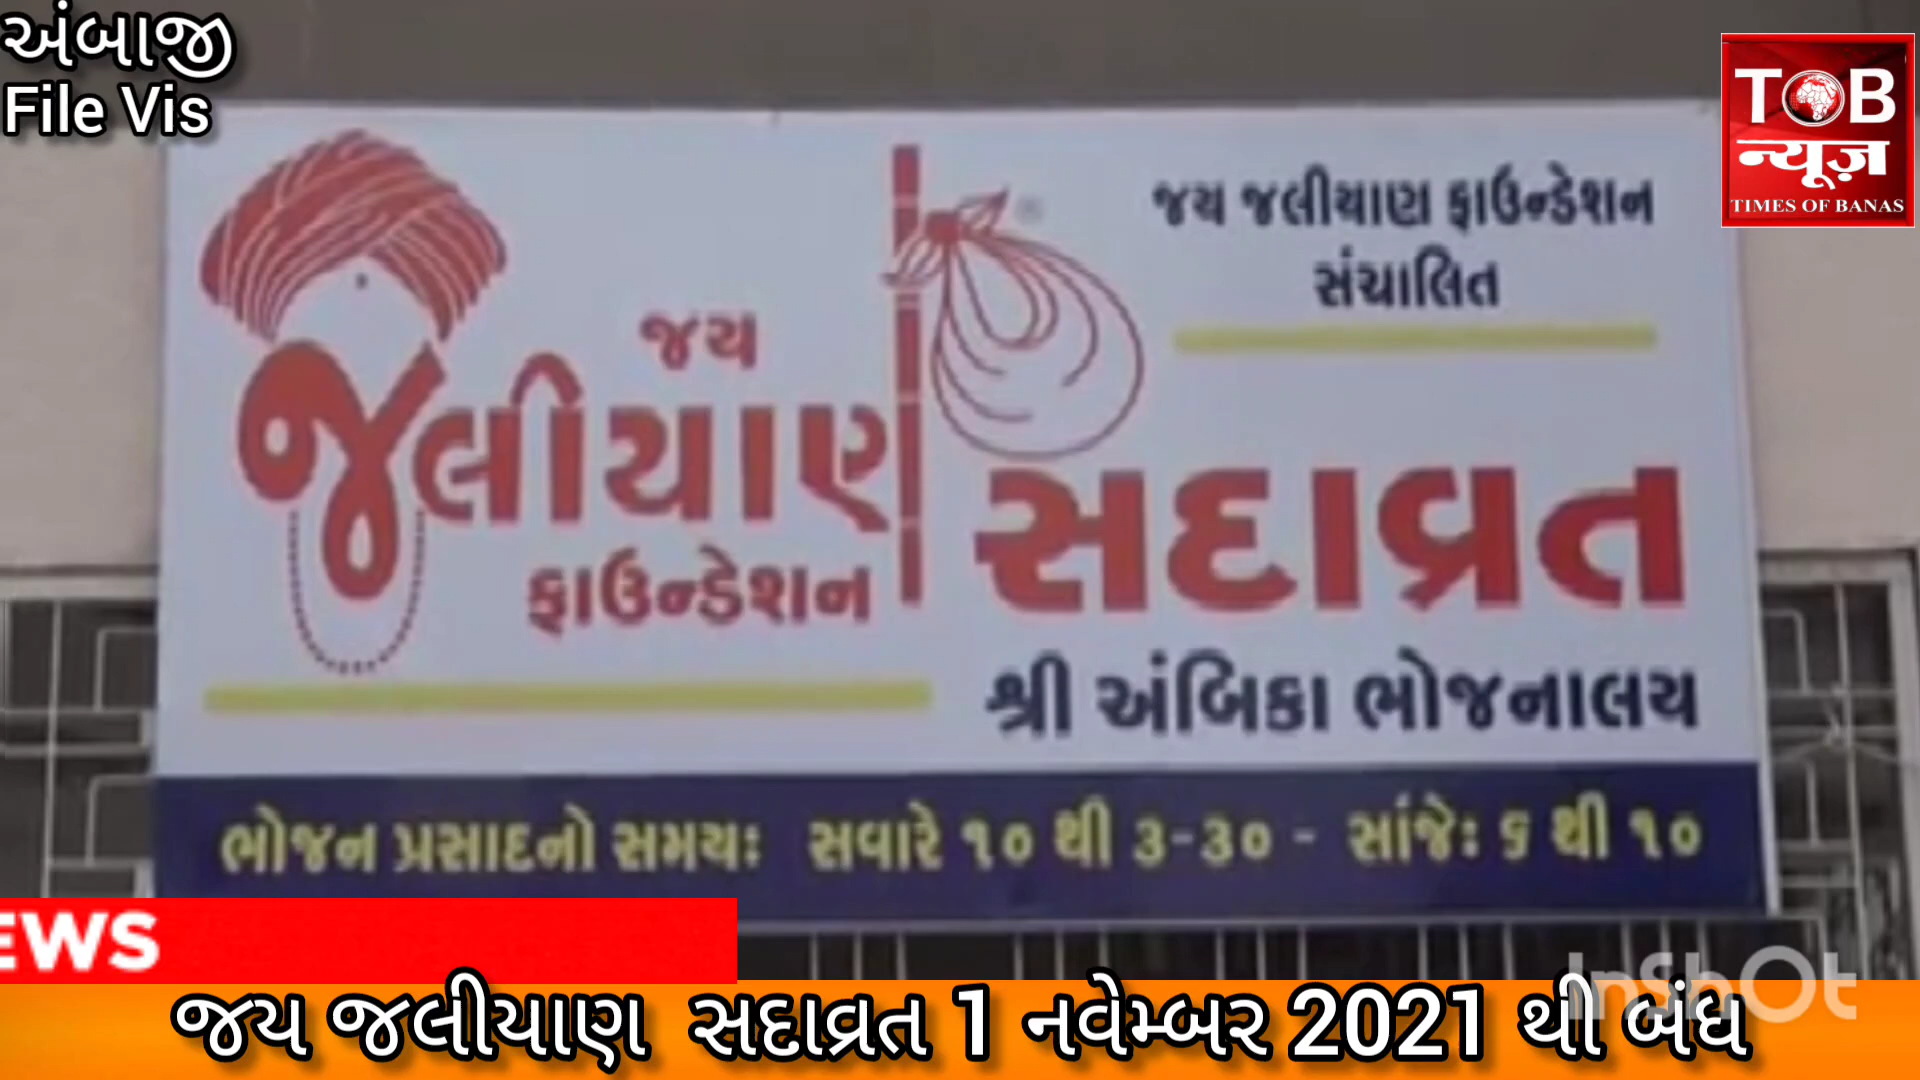 અંબાજી
File Vis
TOB
न्यूज़
TIMES OF BANAS
જય જલીયાણ ફાઉન્ડેશન
સંચાલિત
જય
જલીયાણ
ફાઉન્ડેશન
સદાવ્રત
શ્રી અંબિકા ભોજનાલય
ભોજન પ્રસાદનો સમયઃ સવારે ૧૦ થી ૩-૩૦ - સાંજેઃ ૬ થી ૧૦
EWS
InShOt
જય જલીયાણ સદાવ્રત 1 નવેમ્બર 2021 થી બંધ